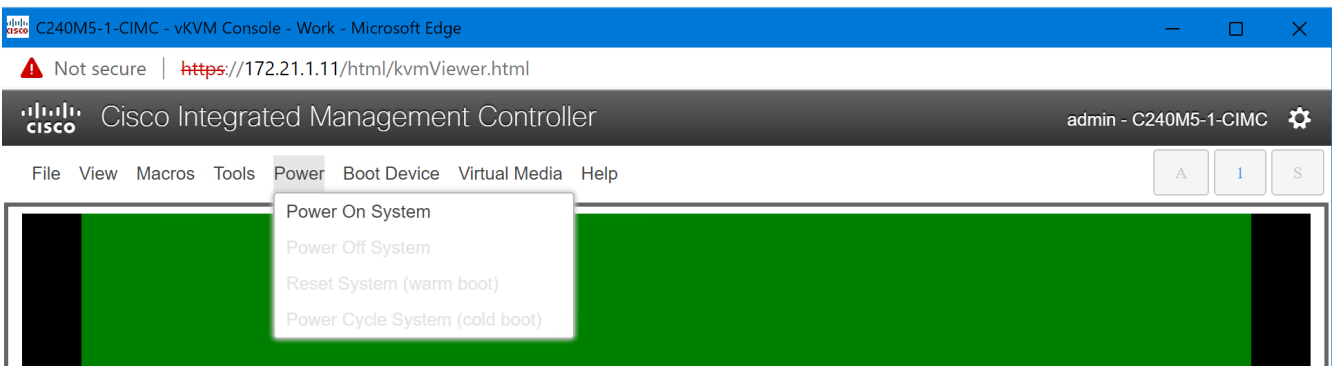 C240M5-1-CIMC - vKVM Console - Work - Microsoft Edge
Not secure | https://172.21.1.11/html/kvmViewer.html
CISCO Cisco Integrated Management Controller admin - C240M5-1-CIMC
File View Macros Tools Power Boot Device Virtual Media Help A 1 S
Power On System
Power Off System
Reset System (warm boot)
Power Cycle System (cold boot)